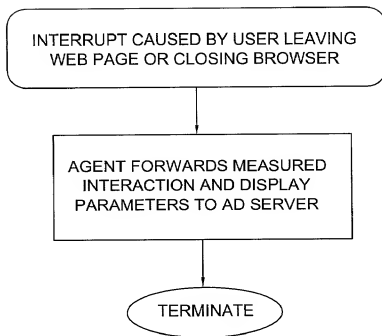 INTERRUPT CAUSED BY USER LEAVING
WEB PAGE OR CLOSING BROWSER
AGENT FORWARDS MEASURED
INTERACTION AND DISPLAY
PARAMETERS TO AD SERVER
TERMINATE